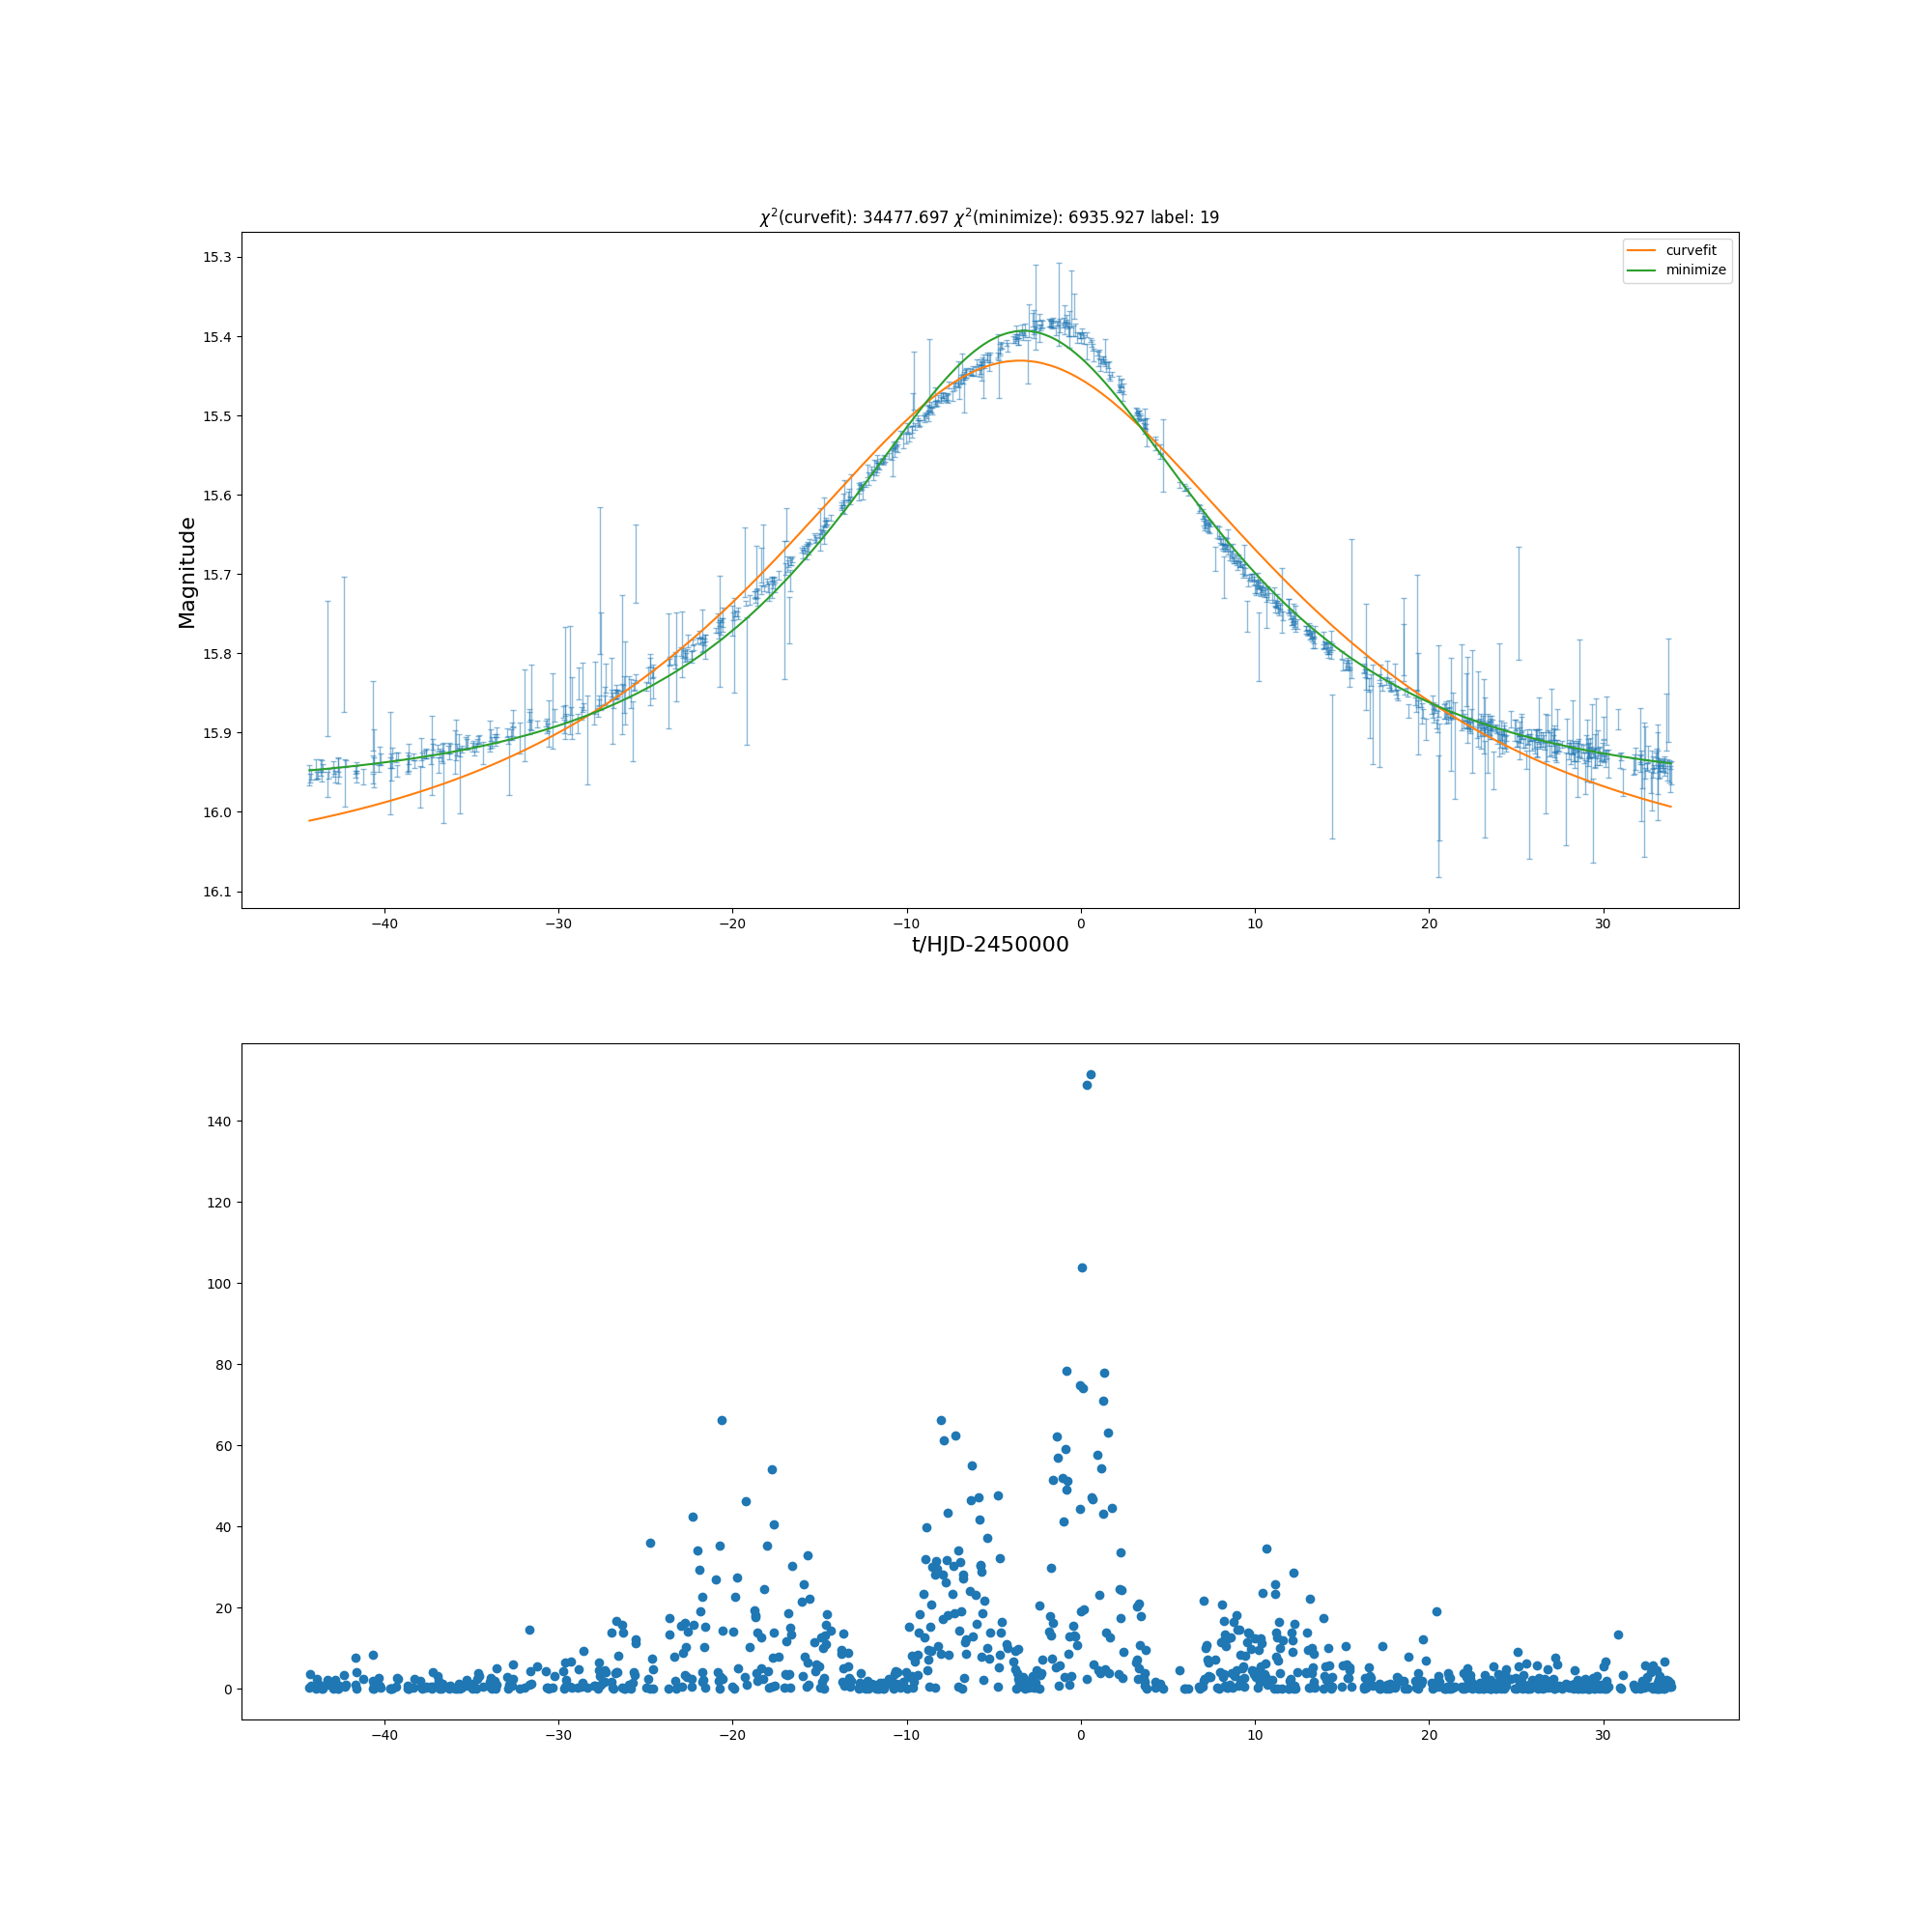 χ²(curvefit): 34477.697 χ²(minimize): 6935.927 label: 19
curvefit
minimize
15.3
15.4
15.5
15.6
15.7
15.8
15.9
16.0
16.1
Magnitude
−40 −30 −20 −10 0 10 20 30
t/HJD-2450000
140
120
100
80
60
40
20
0
−40 −30 −20 −10 0 10 20 30